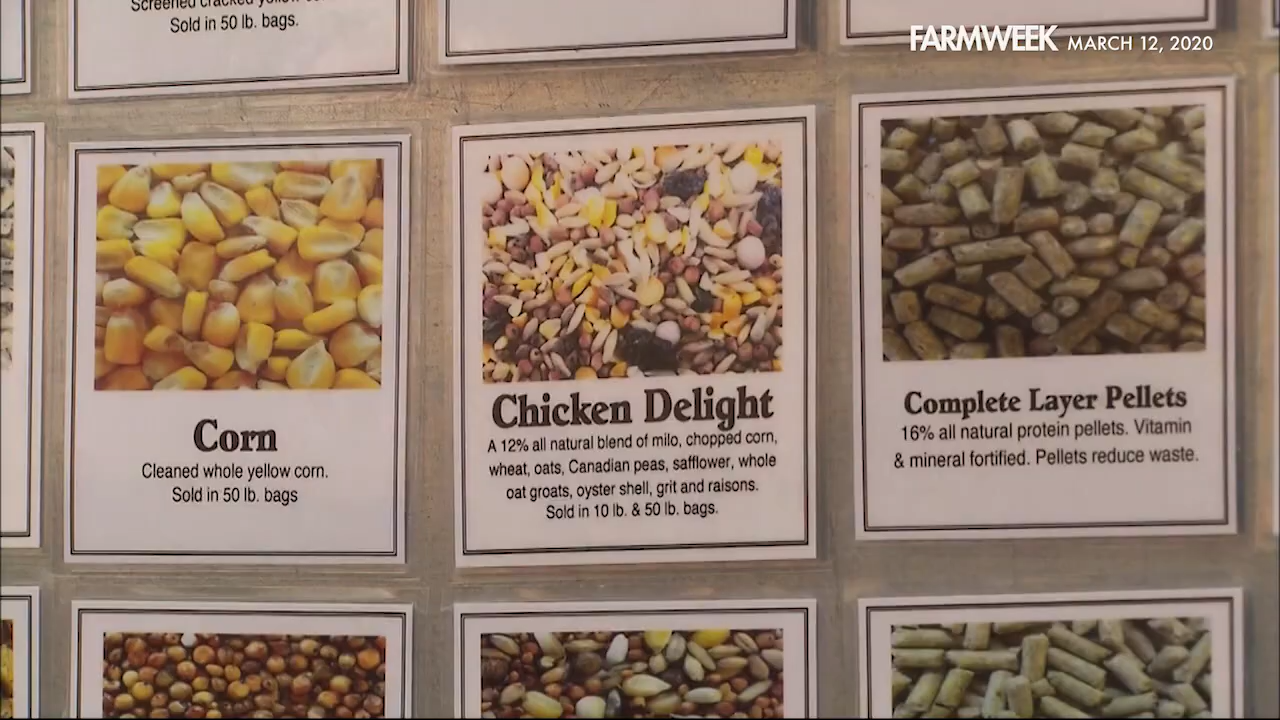 Screened cracked yellow
Sold in 50 lb. bags.
FARMWEEK MARCH 12, 2020
Corn
Cleaned whole yellow corn.
Sold in 50 lb. bags
Chicken Delight
A 12% all natural blend of milo, chopped corn,
wheat, oats, Canadian peas, safflower, whole
oat groats, oyster shell, grit and raisons.
Sold in 10 lb. & 50 lb. bags.
Complete Layer Pellets
16% all natural protein pellets. Vitamin
& mineral fortified. Pellets reduce waste.